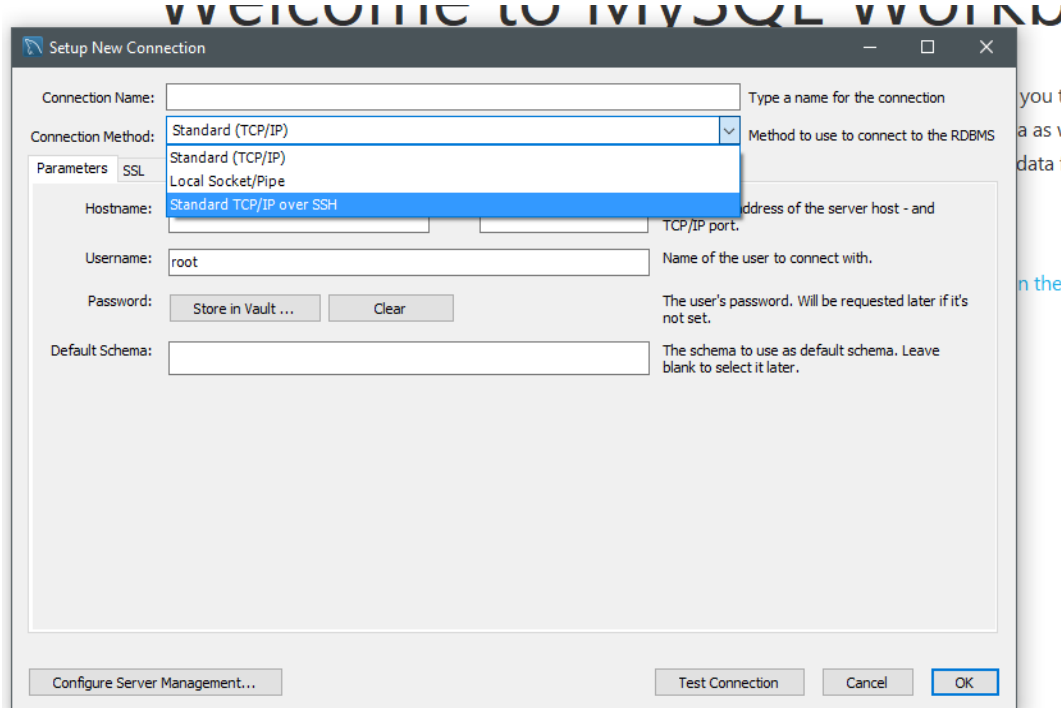 Welcome to MySQL Workb
Setup New Connection
Connection Name:
Type a name for the connection
Connection Method:
Standard (TCP/IP)
Method to use to connect to the RDBMS
Standard (TCP/IP)
Local Socket/Pipe
Standard TCP/IP over SSH
Parameters SSL
Hostname:
address of the server host - and
TCP/IP port.
Username:
root
Name of the user to connect with.
Password:
Store in Vault ...
Clear
The user's password. Will be requested later if it's
not set.
Default Schema:
The schema to use as default schema. Leave
blank to select it later.
you t
a as
data
n the
Configure Server Management...
Test Connection
Cancel
OK